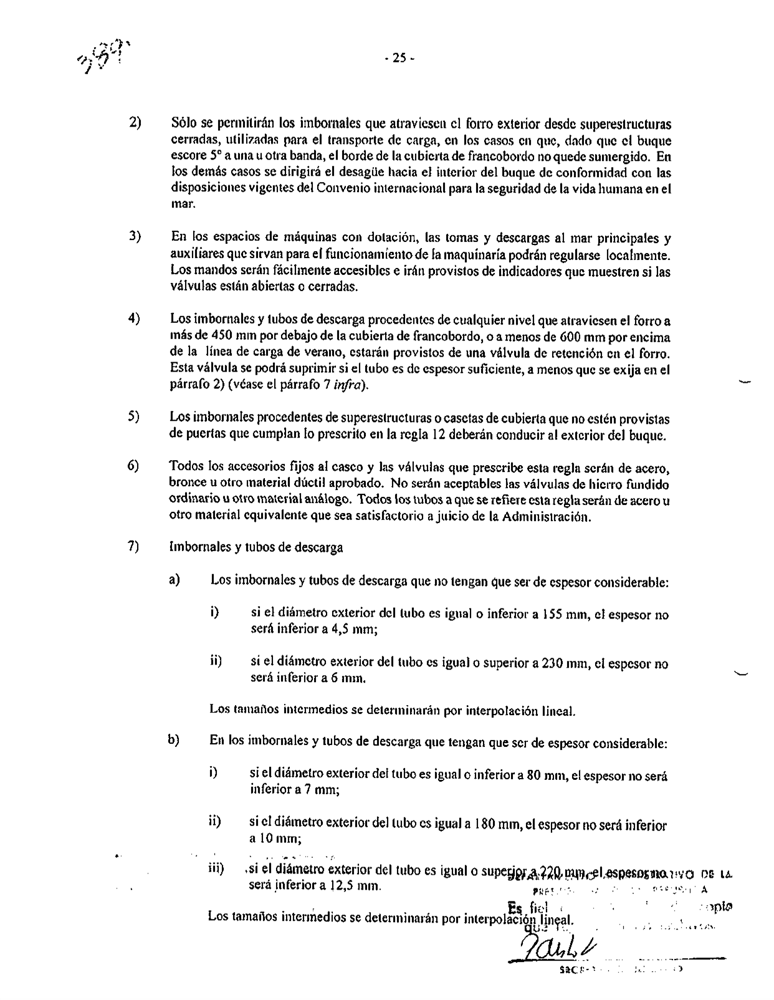 389
- 25 -
2) Sólo se permitirán los imbornales que atraviesen el forro exterior desde superestructuras
cerradas, utilizadas para el transporte de carga, en los casos en que, dado que el buque
escore 5° a una u otra banda, el borde de la cubierta de francobordo no quede sumergido. En
los demás casos se dirigirá el desagüe hacia el interior del buque de conformidad con las
disposiciones vigentes del Convenio internacional para la seguridad de la vida humana en el
mar.
3) En los espacios de máquinas con dotación, las tomas y descargas al mar principales y
auxiliares que sirvan para el funcionamiento de la maquinaria podrán regularse localmente.
Los mandos serán fácilmente accesibles e irán provistos de indicadores que muestren si las
válvulas están abiertas o cerradas.
4) Los imbornales y tubos de descarga procedentes de cualquier nivel que atraviesen el forro a
más de 450 mm por debajo de la cubierta de francobordo, o a menos de 600 mm por encima
de la línea de carga de verano, estarán provistos de una válvula de retención en el forro.
Esta válvula se podrá suprimir si el tubo es de espesor suficiente, a menos que se exija en el
párrafo 2) (véase el párrafo 7 infra).
5) Los imbornales procedentes de superestructuras o casetas de cubierta que no estén provistas
de puertas que cumplan lo prescrito en la regla 12 deberán conducir al exterior del buque.
6) Todos los accesorios fijos al casco y las válvulas que prescribe esta regla serán de acero,
bronce u otro material dúctil aprobado. No serán aceptables las válvulas de hierro fundido
ordinario u otro material análogo. Todos los tubos a que se refiere esta regla serán de acero u
otro material equivalente que sea satisfactorio a juicio de la Administración.
7) Imbornales y tubos de descarga
a) Los imbornales y tubos de descarga que no tengan que ser de espesor considerable:
i) si el diámetro exterior del tubo es igual o inferior a 155 mm, el espesor no
será inferior a 4,5 mm;
ii) si el diámetro exterior del tubo es igual o superior a 230 mm, el espesor no
será inferior a 6 mm.
Los tamaños intermedios se determinarán por interpolación lineal.
b) En los imbornales y tubos de descarga que tengan que ser de espesor considerable:
i) si el diámetro exterior del tubo es igual o inferior a 80 mm, el espesor no será
inferior a 7 mm;
ii) si el diámetro exterior del tubo es igual a 180 mm, el espesor no será inferior
a 10 mm;
iii) si el diámetro exterior del tubo es igual o superior a 220 mm, el espesor no
será inferior a 12,5 mm.
DE LA
Es fiel
Los tamaños intermedios se determinarán por interpolación lineal.
que